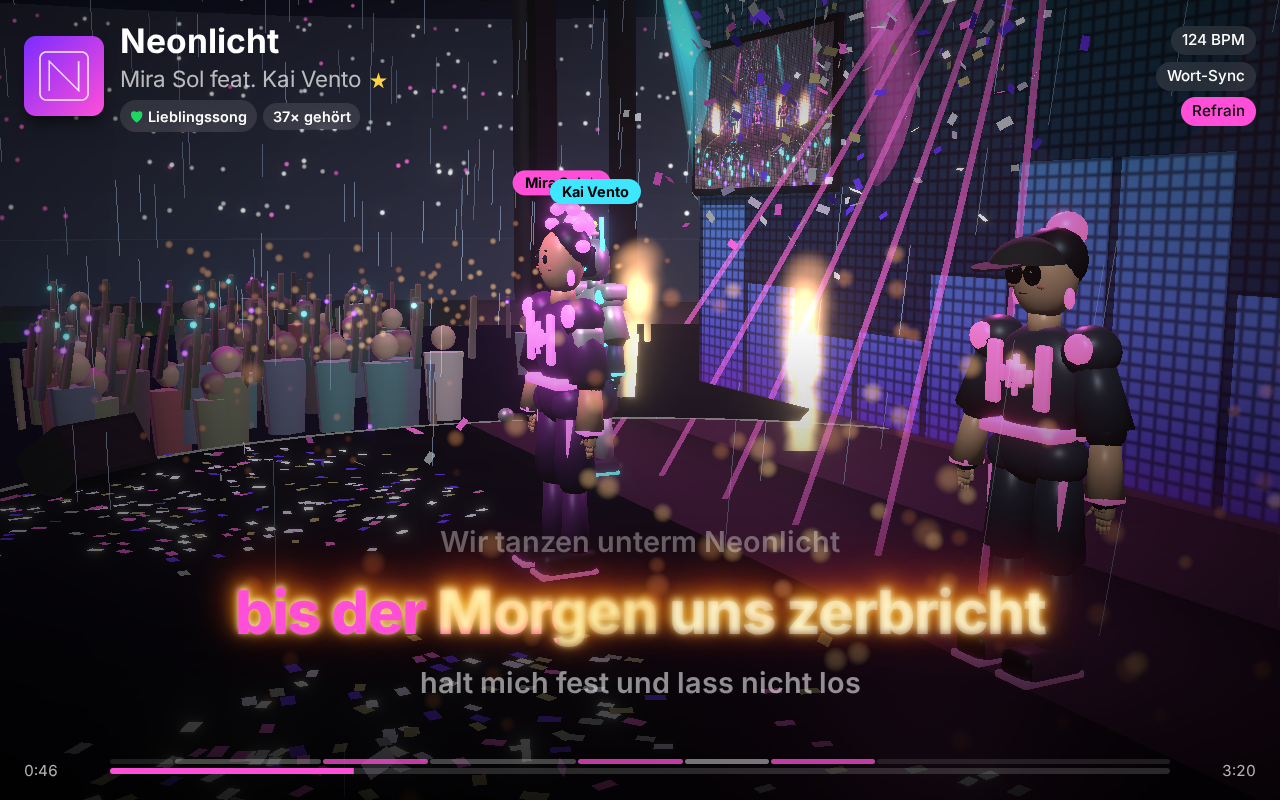 Neonlicht
Mira Sol feat. Kai Vento ★
Lieblingssong
37× gehört
124 BPM
Wort-Sync
Refrain
Kai Vento
Wir tanzen unterm Neonlicht
bis der Morgen uns zerbricht
halt mich fest und lass nicht los
0:46
3:20